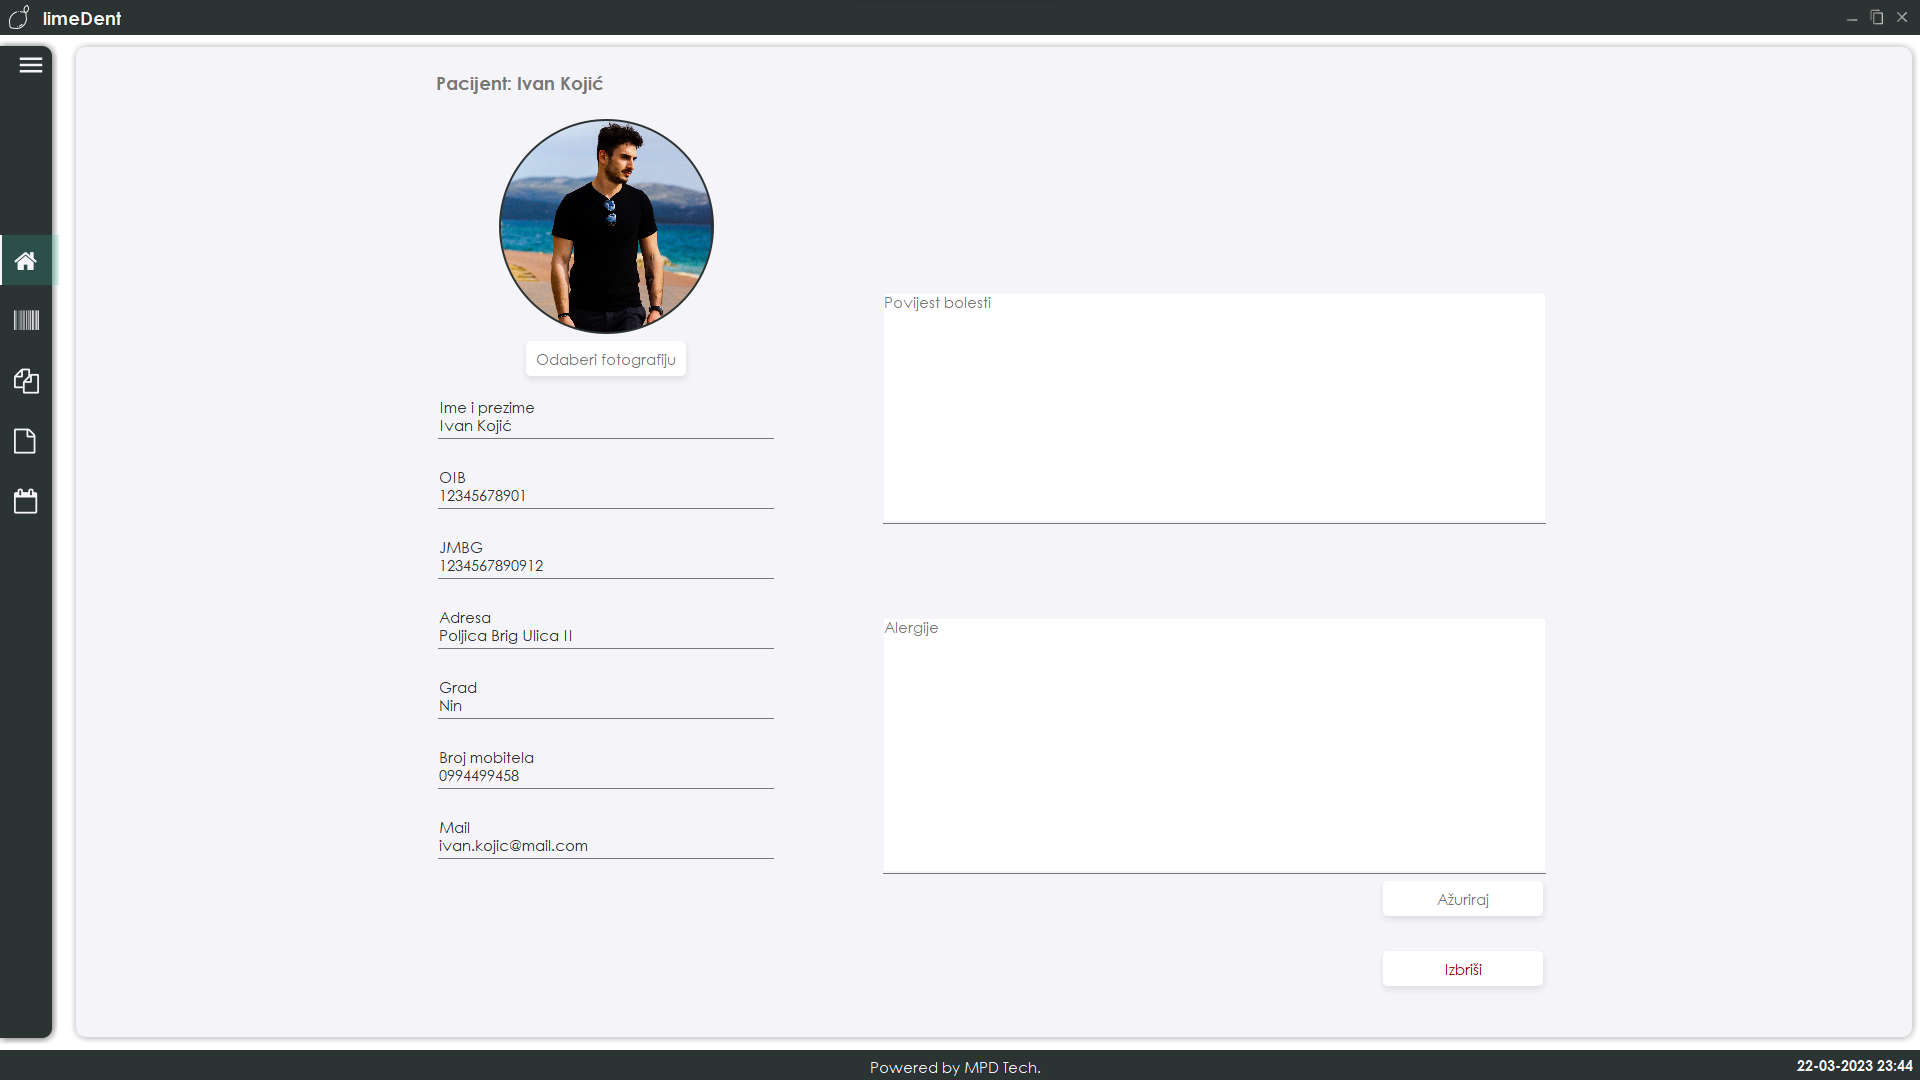 limeDent
Pacijent: Ivan Kojić
Odaberi fotografiju
Ime i prezime
Ivan Kojić
OIB
12345678901
JMBG
1234567890912
Adresa
Poljica Brig Ulica II
Grad
Nin
Broj mobitela
0994499458
Mail
ivan.kojic@mail.com
Povijest bolesti
Alergije
Ažuriraj
Izbriši
Powered by MPD Tech.
22-03-2023 23:44